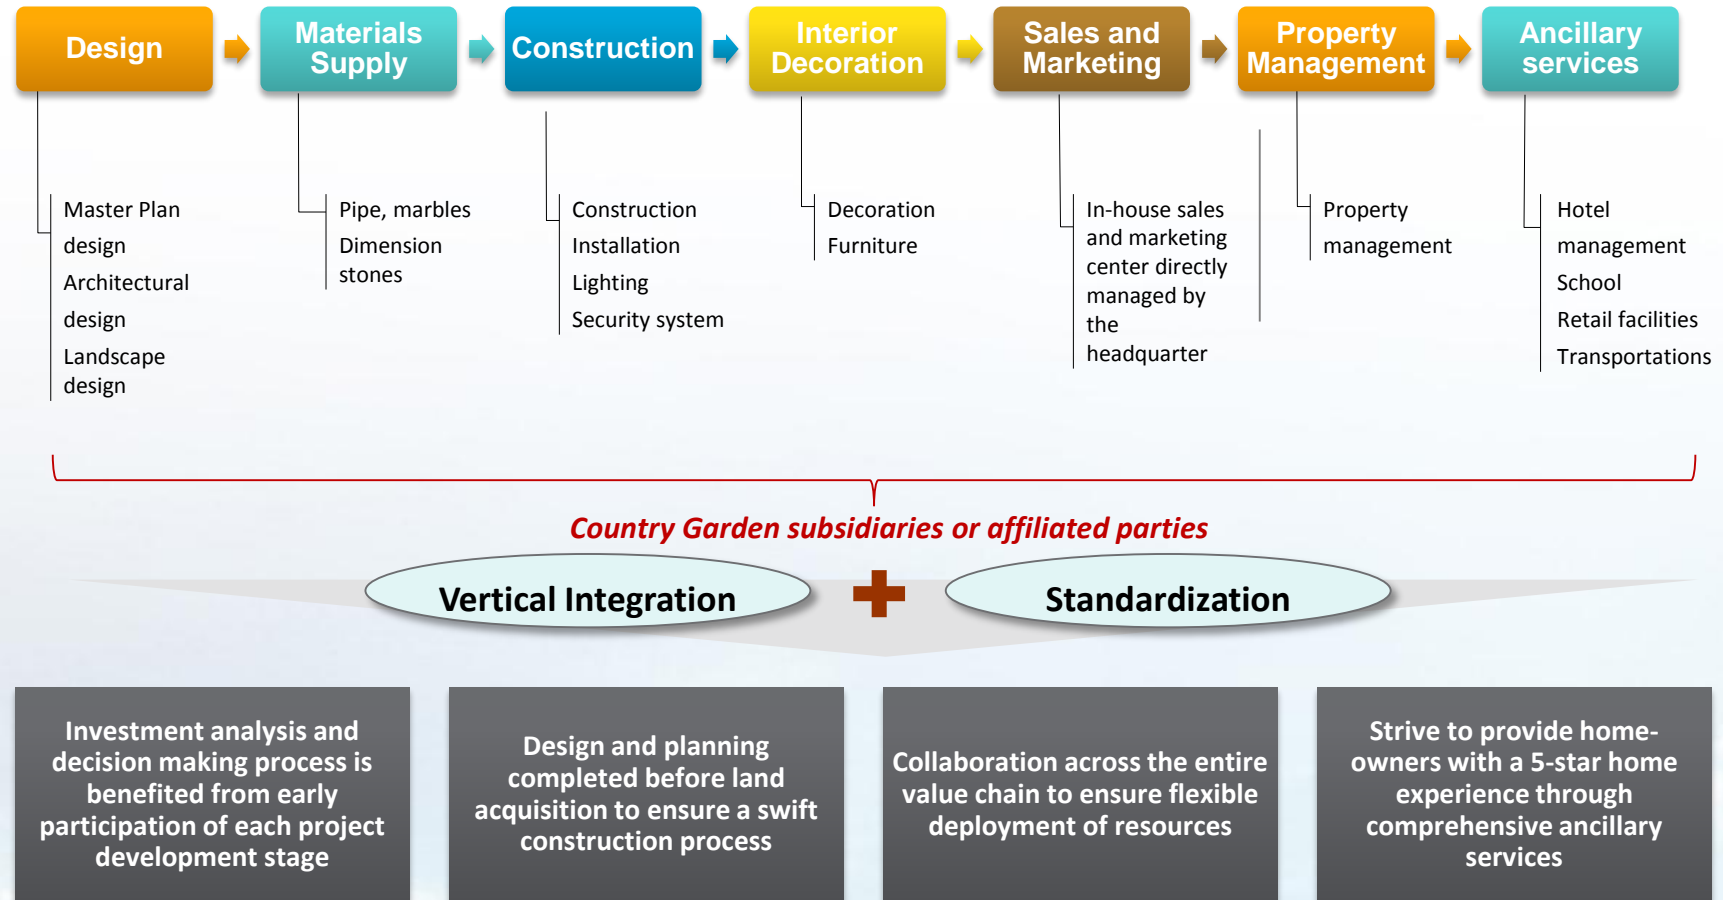 Design
Materials
Supply
Construction
Interior
Decoration
Sales and
Marketing
Property
Management
Ancillary
services
Master Plan
design
Architectural
design
Landscape
design
Pipe, marbles
Dimension
stones
Construction
Installation
Lighting
Security system
Decoration
Furniture
In-house sales
and marketing
center directly
managed by
the
headquarter
Property
management
Hotel
management
School
Retail facilities
Transportations
Country Garden subsidiaries or affiliated parties
Vertical Integration
Standardization
Investment analysis and
decision making process is
benefited from early
participation of each project
development stage
Design and planning
completed before land
acquisition to ensure a swift
construction process
Collaboration across the entire
value chain to ensure flexible
deployment of resources
Strive to provide home-
owners with a 5-star home
experience through
comprehensive ancillary
services